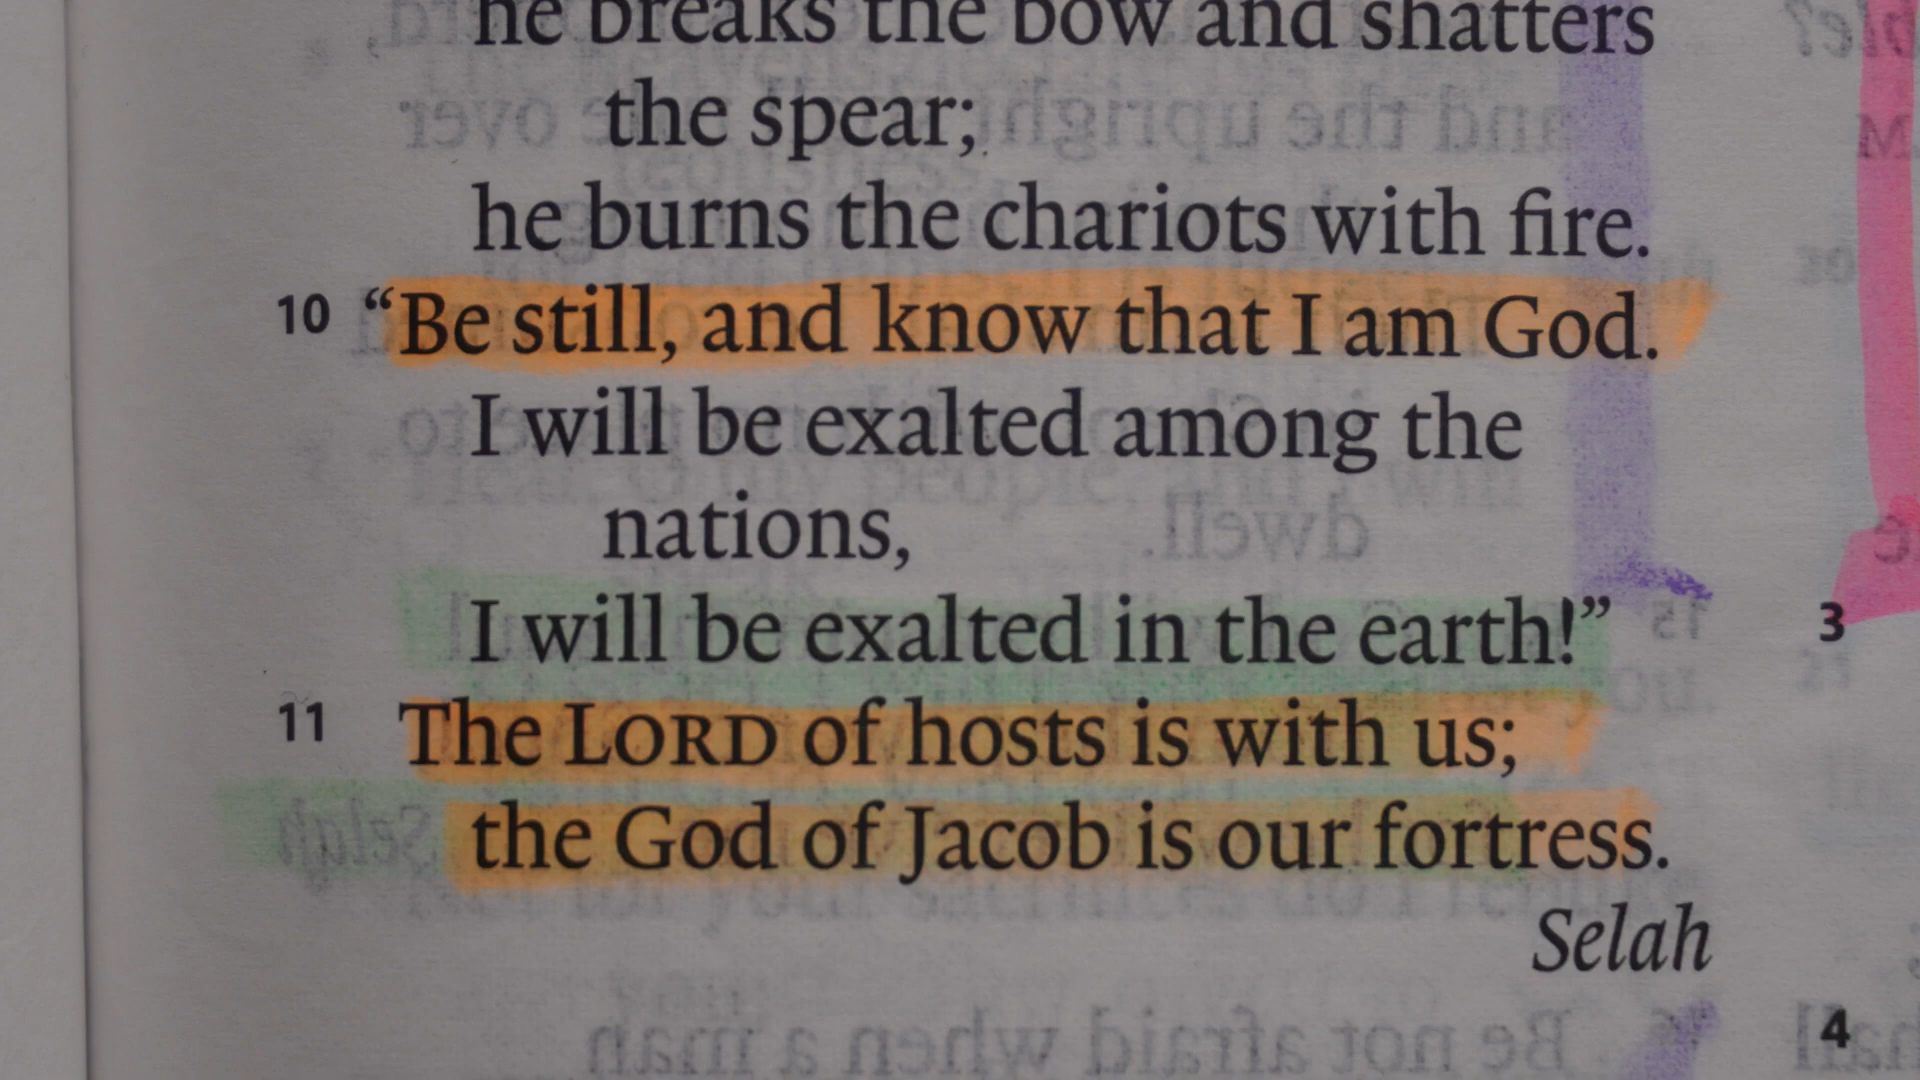 he breaks the bow and shatters
the spear;
he burns the chariots with fire.
10 “Be still, and know that I am God.
I will be exalted among the
nations,
I will be exalted in the earth!”
11 The LORD of hosts is with us;
the God of Jacob is our fortress.
Selah
3
4